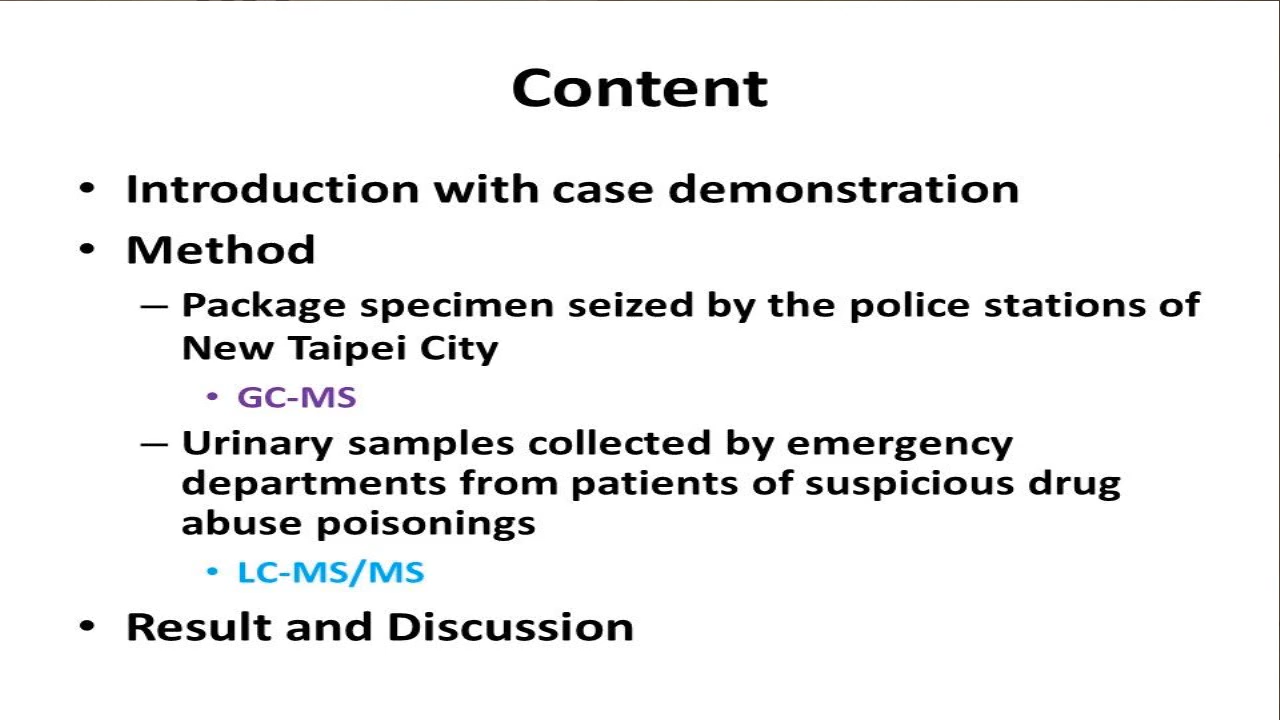 Content
• Introduction with case demonstration
• Method
– Package specimen seized by the police stations of
New Taipei City
• GC-MS
– Urinary samples collected by emergency
departments from patients of suspicious drug
abuse poisonings
• LC-MS/MS
• Result and Discussion